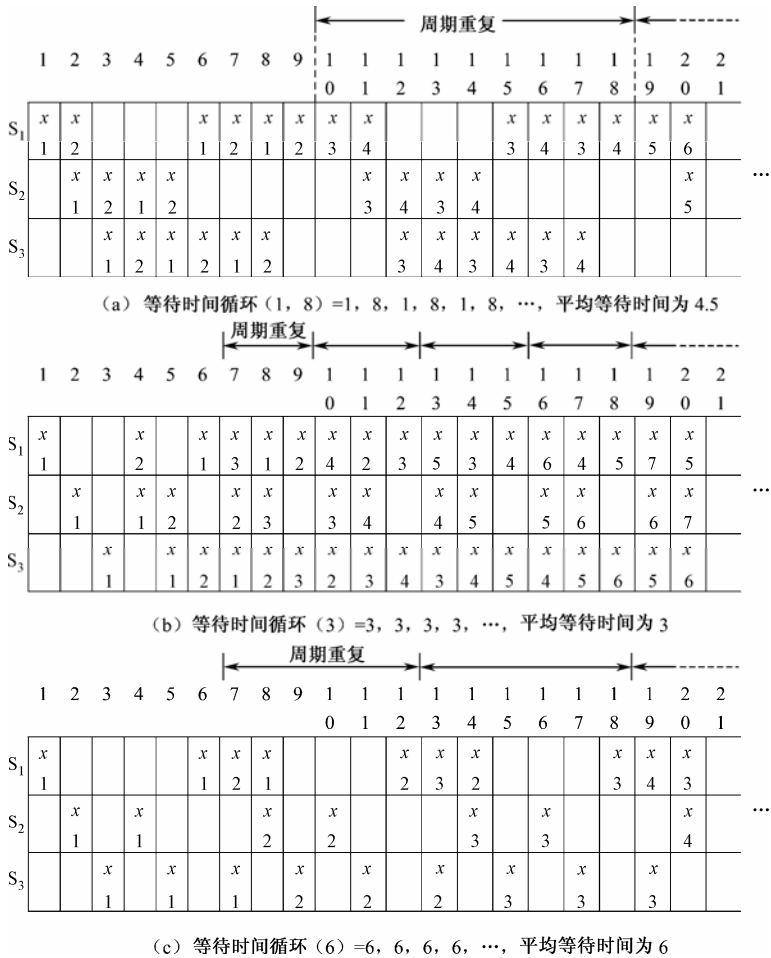 周期重复
1 2 3 4 5 6 7 8 9 1 1 1 1 1 1 1 1 1 1 2 2
0 1 2 3 4 5 6 7 8 9 0 1
S1 x x x x x x x x x x x x x x
1 2 1 2 1 2 3 4 3 4 3 4 5 6
S2 x x x x x x x x x …
1 2 1 2 3 4 3 4 5
S3 x x x x x x x x x x x x
1 2 1 2 1 2 3 4 3 4 3 4
（a）等待时间循环（1，8）=1，8，1，8，1，8，…，平均等待时间为 4.5
周期重复
1 2 3 4 5 6 7 8 9 1 1 1 1 1 1 1 1 1 1 2 2
0 1 2 3 4 5 6 7 8 9 0 1
S1 x x x x x x x x x x x x x x x x x
1 2 1 3 1 2 4 2 3 5 3 4 6 4 5 7 5
S2 x x x x x x x x x x x x x …
1 1 2 2 3 3 4 4 5 5 6 6 7
S3 x x x x x x x x x x x x x x x x x
1 1 2 1 2 3 2 3 4 3 4 5 4 5 6 5 6
（b）等待时间循环（3）=3，3，3，3，…，平均等待时间为 3
周期重复
1 2 3 4 5 6 7 8 9 1 1 1 1 1 1 1 1 1 1 2 2
0 1 2 3 4 5 6 7 8 9 0 1
S1 x x x x x x x x x x
1 1 2 1 2 3 2 3 4 3
S2 x x x x x x x …
1 1 2 2 3 3 4
S3 x x x x x x x x x
1 1 1 2 2 2 3 3 3
（c）等待时间循环（6）=6，6，6，6，…，平均等待时间为 6